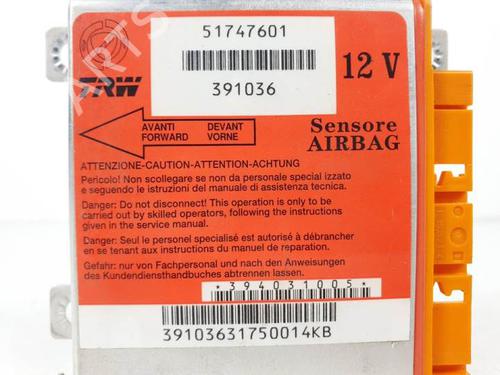 51747601
391036
12 V
TRW
AVANTI DEVANT
FORWARD VORNE
Sensore
AIRBAG
ATTENZIONE-CAUTION-ATTENTION-ACHTUNG
Pericolo! Non scollegare se non da personale special izzato
e seguendo le istruzioni del manuale di assistenza tecnica.
Danger: Do not disconnect! This operation is only to be
carried out by skilled operators, following the instructions
given in the service manual.
Danger: Seul le personel spécialisé est autorisé à débrancher
en se tenant aux instructions du manuel de reparation.
Gefahr: nur von Fachpersonal und nach den Anweisungen
des Kundendiensthandbuches abtrennen lassen.
*394031005*
39103631750014KB